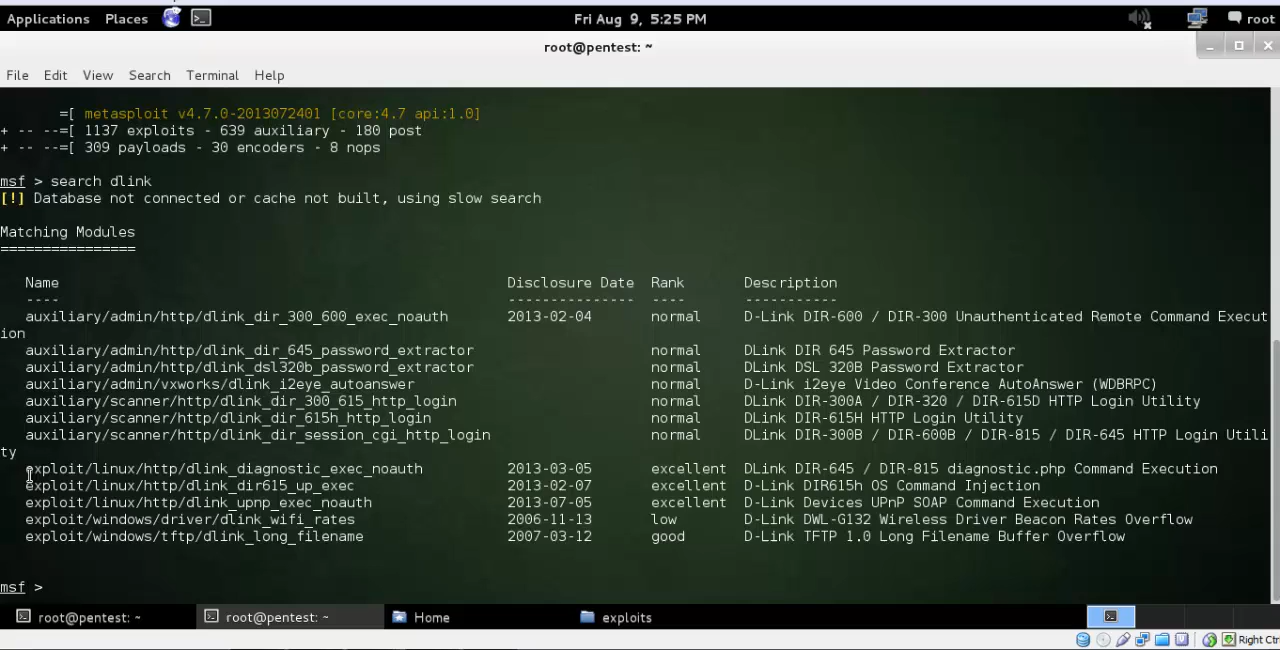 Applications Places Fri Aug 9, 5:25 PM root
root@pentest: ~
File Edit View Search Terminal Help
=[ metasploit v4.7.0-2013072401 [core:4.7 api:1.0]
+ -- --=[ 1137 exploits - 639 auxiliary - 180 post
+ -- --=[ 309 payloads - 30 encoders - 8 nops
msf > search dlink
[!] Database not connected or cache not built, using slow search
Matching Modules
================
Name Disclosure Date Rank Description
---- --------------- ---- -----------
auxiliary/admin/http/dlink_dir_300_600_exec_noauth 2013-02-04 normal D-Link DIR-600 / DIR-300 Unauthenticated Remote Command Execut
ion
auxiliary/admin/http/dlink_dir_645_password_extractor normal DLink DIR 645 Password Extractor
auxiliary/admin/http/dlink_dsl320b_password_extractor normal DLink DSL 320B Password Extractor
auxiliary/admin/vxworks/dlink_i2eye_autoanswer normal D-Link i2eye Video Conference AutoAnswer (WDBRPC)
auxiliary/scanner/http/dlink_dir_300_615_http_login normal D-Link DIR-300A / DIR-320 / DIR-615D HTTP Login Utility
auxiliary/scanner/http/dlink_dir_615h_http_login normal D-Link DIR-615H HTTP Login Utility
auxiliary/scanner/http/dlink_dir_session_cgi_http_login normal D-Link DIR-300B / DIR-600B / DIR-815 / DIR-645 HTTP Login Utili
ty
exploit/linux/http/dlink_diagnostic_exec_noauth 2013-03-05 excellent DLink DIR-645 / DIR-815 diagnostic.php Command Execution
exploit/linux/http/dlink_dir615_up_exec 2013-02-07 excellent D-Link DIR615h OS Command Injection
exploit/linux/http/dlink_upnp_exec_noauth 2013-07-05 excellent D-Link Devices UPnP SOAP Command Execution
exploit/windows/driver/dlink_wifi_rates 2006-11-13 low D-Link DWL-G132 Wireless Driver Beacon Rates Overflow
exploit/windows/tftp/dlink_long_filename 2007-03-12 good D-Link TFTP 1.0 Long Filename Buffer Overflow
msf >
root@pentest: ~ root@pentest: ~ Home exploits
Right Ctr